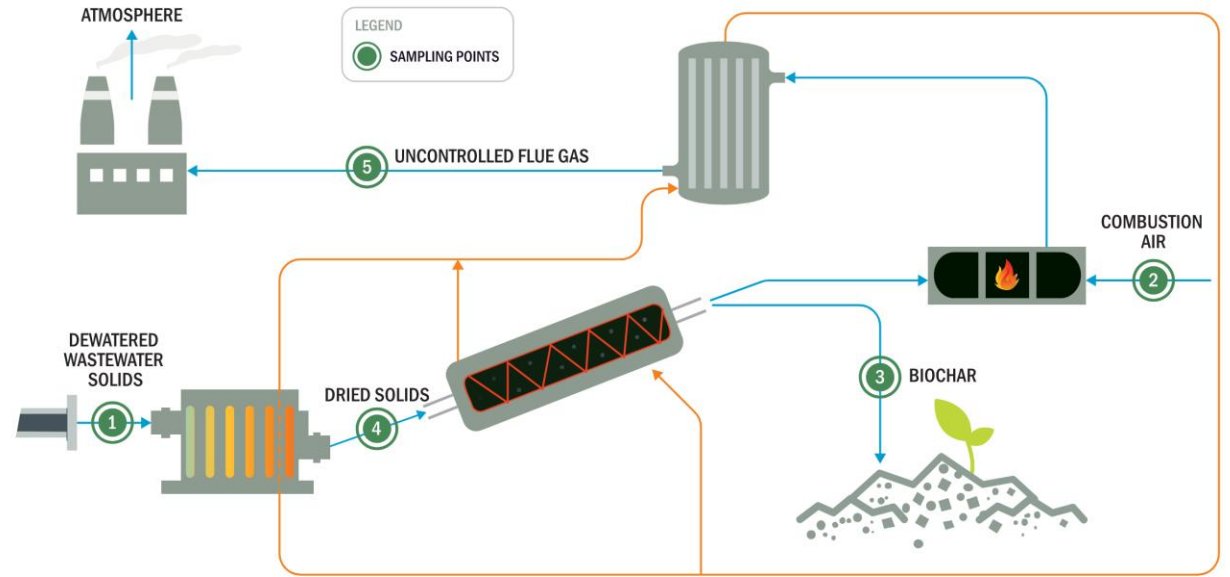 ATMOSPHERE
LEGEND
SAMPLING POINTS
5
UNCONTROLLED FLUE GAS
COMBUSTION
AIR
2
DEWATERED
WASTEWATER
SOLIDS
1
DRIED SOLIDS
4
3
BIOCHAR